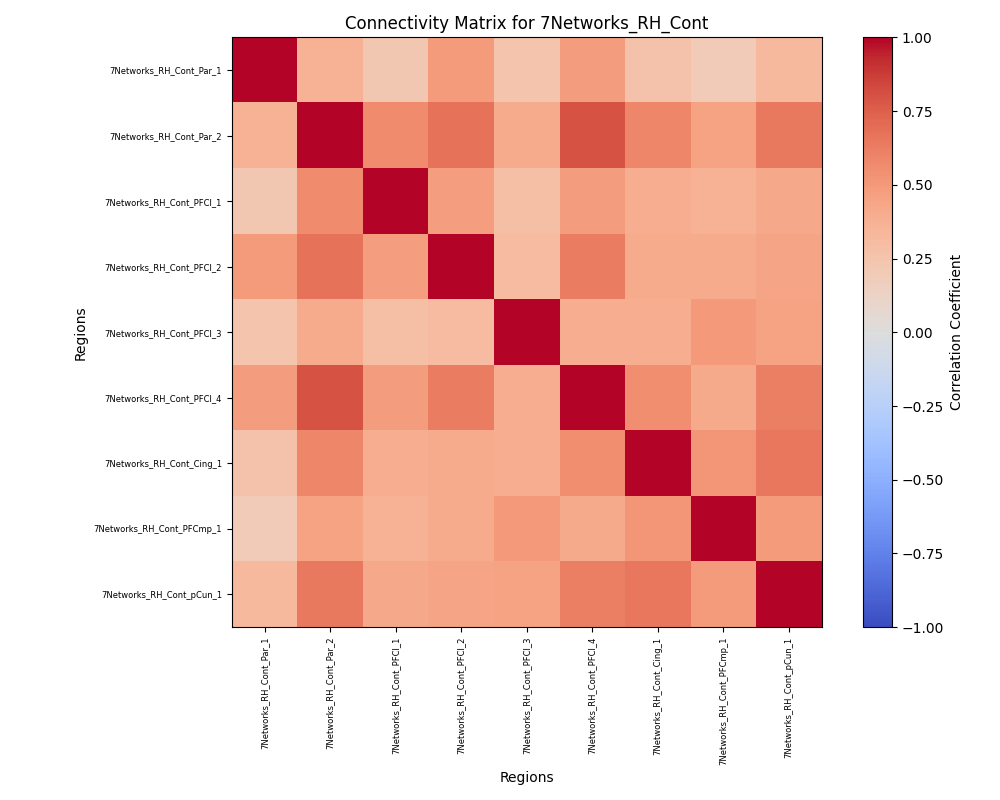 Connectivity Matrix for 7Networks_RH_Cont
7Networks_RH_Cont_Par_1
7Networks_RH_Cont_Par_2
7Networks_RH_Cont_PFCl_1
7Networks_RH_Cont_PFCl_2
7Networks_RH_Cont_PFCl_3
7Networks_RH_Cont_PFCl_4
7Networks_RH_Cont_Cing_1
7Networks_RH_Cont_PFCmp_1
7Networks_RH_Cont_pCun_1
Regions
7Networks_RH_Cont_Par_1
7Networks_RH_Cont_Par_2
7Networks_RH_Cont_PFCl_1
7Networks_RH_Cont_PFCl_2
7Networks_RH_Cont_PFCl_3
7Networks_RH_Cont_PFCl_4
7Networks_RH_Cont_Cing_1
7Networks_RH_Cont_PFCmp_1
7Networks_RH_Cont_pCun_1
Regions
1.00
0.75
0.50
0.25
0.00
−0.25
−0.50
−0.75
−1.00
Correlation Coefficient